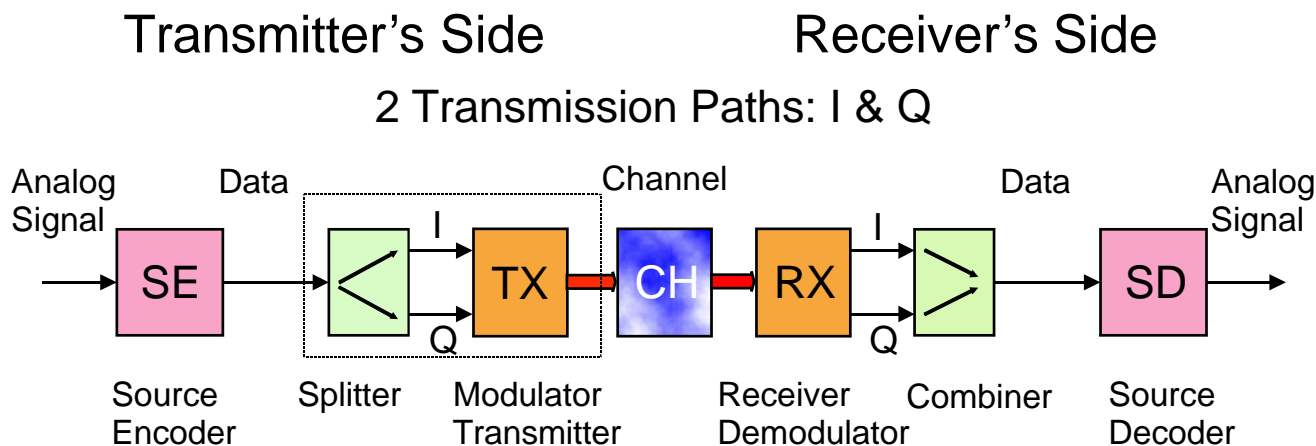 Transmitter's Side
Receiver's Side
2 Transmission Paths: I & Q
Analog
Signal
Data
Channel
Data
Analog
Signal
I
I
SE
TX
CH
RX
SD
Q
Q
Source
Encoder
Splitter
Modulator
Transmitter
Receiver
Demodulator
Combiner
Source
Decoder